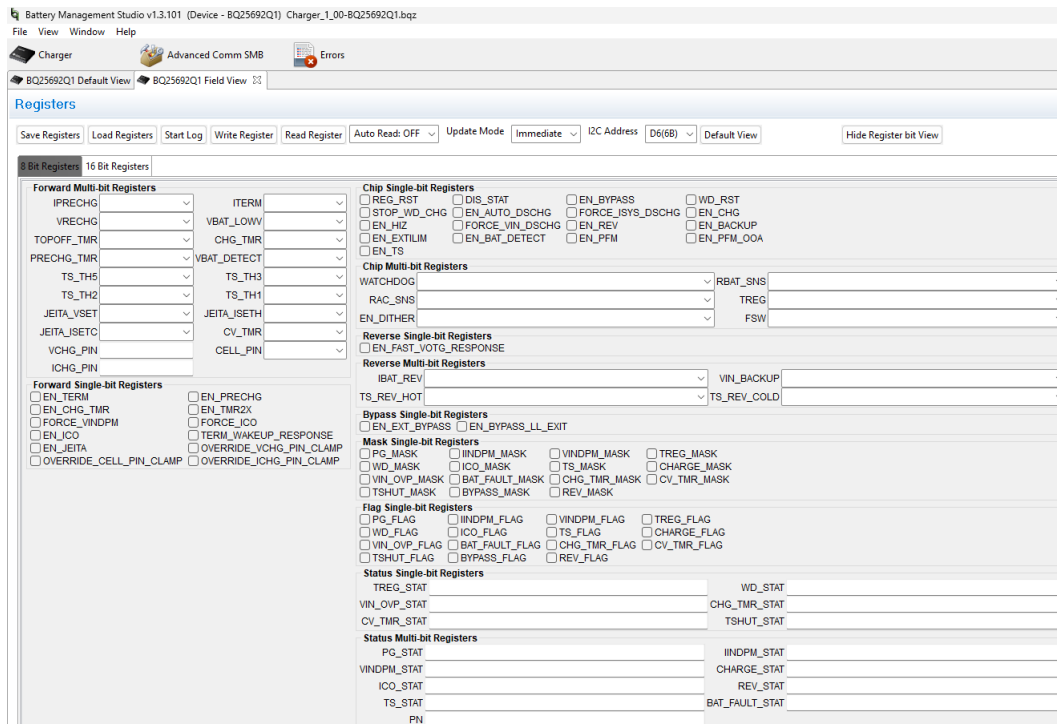 Battery Management Studio v1.3.101 (Device - BQ25692Q1) Charger_1_00-BQ25692Q1.bqz
File View Window Help
Charger Advanced Comm SMB Errors
BQ25692Q1 Default View BQ25692Q1 Field View
Registers
Save Registers Load Registers Start Log Write Register Read Register Auto Read: OFF Update Mode Immediate I2C Address D6(6B) Default View Hide Register bit View
8 Bit Registers 16 Bit Registers
Forward Multi-bit Registers
IPRECHG ITERM
VRECHG VBAT_LOWV
TOPOFF_TMR CHG_TMR
PRECHG_TMR VBAT_DETECT
TS_TH5 TS_TH3
TS_TH2 TS_TH1
JEITA_VSET JEITA_ISETH
JEITA_ISETC CV_TMR
VCHG_PIN CELL_PIN
ICHG_PIN
Forward Single-bit Registers
EN_TERM EN_PRECHG
EN_CHG_TMR EN_TMR2X
FORCE_VINDPM FORCE_ICO
EN_ICO TERM_WAKEUP_RESPONSE
EN_JEITA OVERRIDE_VCHG_PIN_CLAMP
OVERRIDE_CELL_PIN_CLAMP OVERRIDE_ICHG_PIN_CLAMP
Chip Single-bit Registers
REG_RST DIS_STAT EN_BYPASS WD_RST
STOP_WD_CHG EN_AUTO_DSCHG FORCE_ISYS_DSCHG EN_CHG
EN_HIZ FORCE_VIN_DSCHG EN_REV EN_BACKUP
EN_EXTILIM EN_BAT_DETECT EN_PFM EN_PFM_OOA
EN_TS
Chip Multi-bit Registers
WATCHDOG RBAT_SNS
RAC_SNS TREG
EN_DITHER FSW
Reverse Single-bit Registers
EN_FAST_VOTG_RESPONSE
Reverse Multi-bit Registers
IBAT_REV VIN_BACKUP
TS_REV_HOT TS_REV_COLD
Bypass Single-bit Registers
EN_EXT_BYPASS EN_BYPASS_LL_EXIT
Mask Single-bit Registers
PG_MASK IINDPM_MASK VINDPM_MASK TREG_MASK
WD_MASK ICO_MASK TS_MASK CHARGE_MASK
VIN_OVP_MASK BAT_FAULT_MASK CHG_TMR_MASK CV_TMR_MASK
TSHUT_MASK BYPASS_MASK REV_MASK
Flag Single-bit Registers
PG_FLAG IINDPM_FLAG VINDPM_FLAG TREG_FLAG
WD_FLAG ICO_FLAG TS_FLAG CHARGE_FLAG
VIN_OVP_FLAG BAT_FAULT_FLAG CHG_TMR_FLAG CV_TMR_FLAG
TSHUT_FLAG BYPASS_FLAG REV_FLAG
Status Single-bit Registers
TREG_STAT WD_STAT
VIN_OVP_STAT CHG_TMR_STAT
CV_TMR_STAT TSHUT_STAT
Status Multi-bit Registers
PG_STAT IINDPM_STAT
VINDPM_STAT CHARGE_STAT
ICO_STAT REV_STAT
TS_STAT BAT_FAULT_STAT
PN